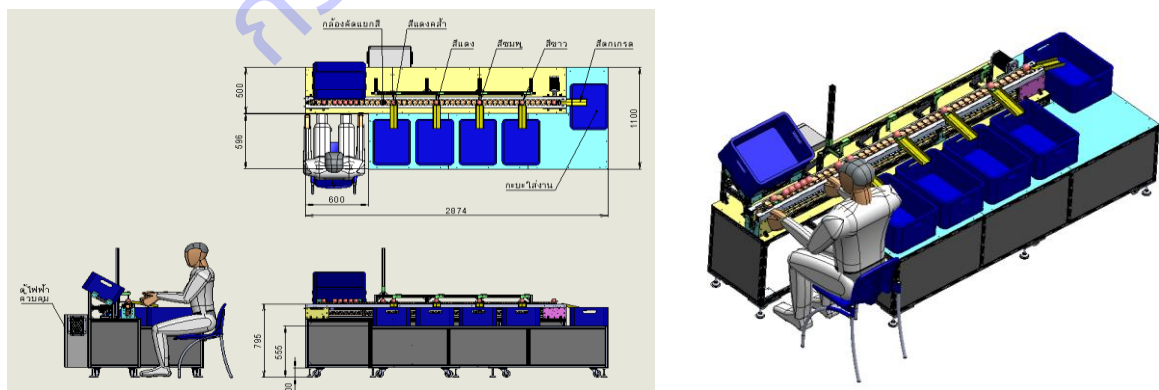 กล้องคัดแยกสี
สีแดงคล้ำ
สีแดง
สีชมพู
สีขาว
สีตกเกรด
500
596
1100
กะบะใส่งาน
600
2874
ตู้ไฟฟ้า
ควบคุม
795
555